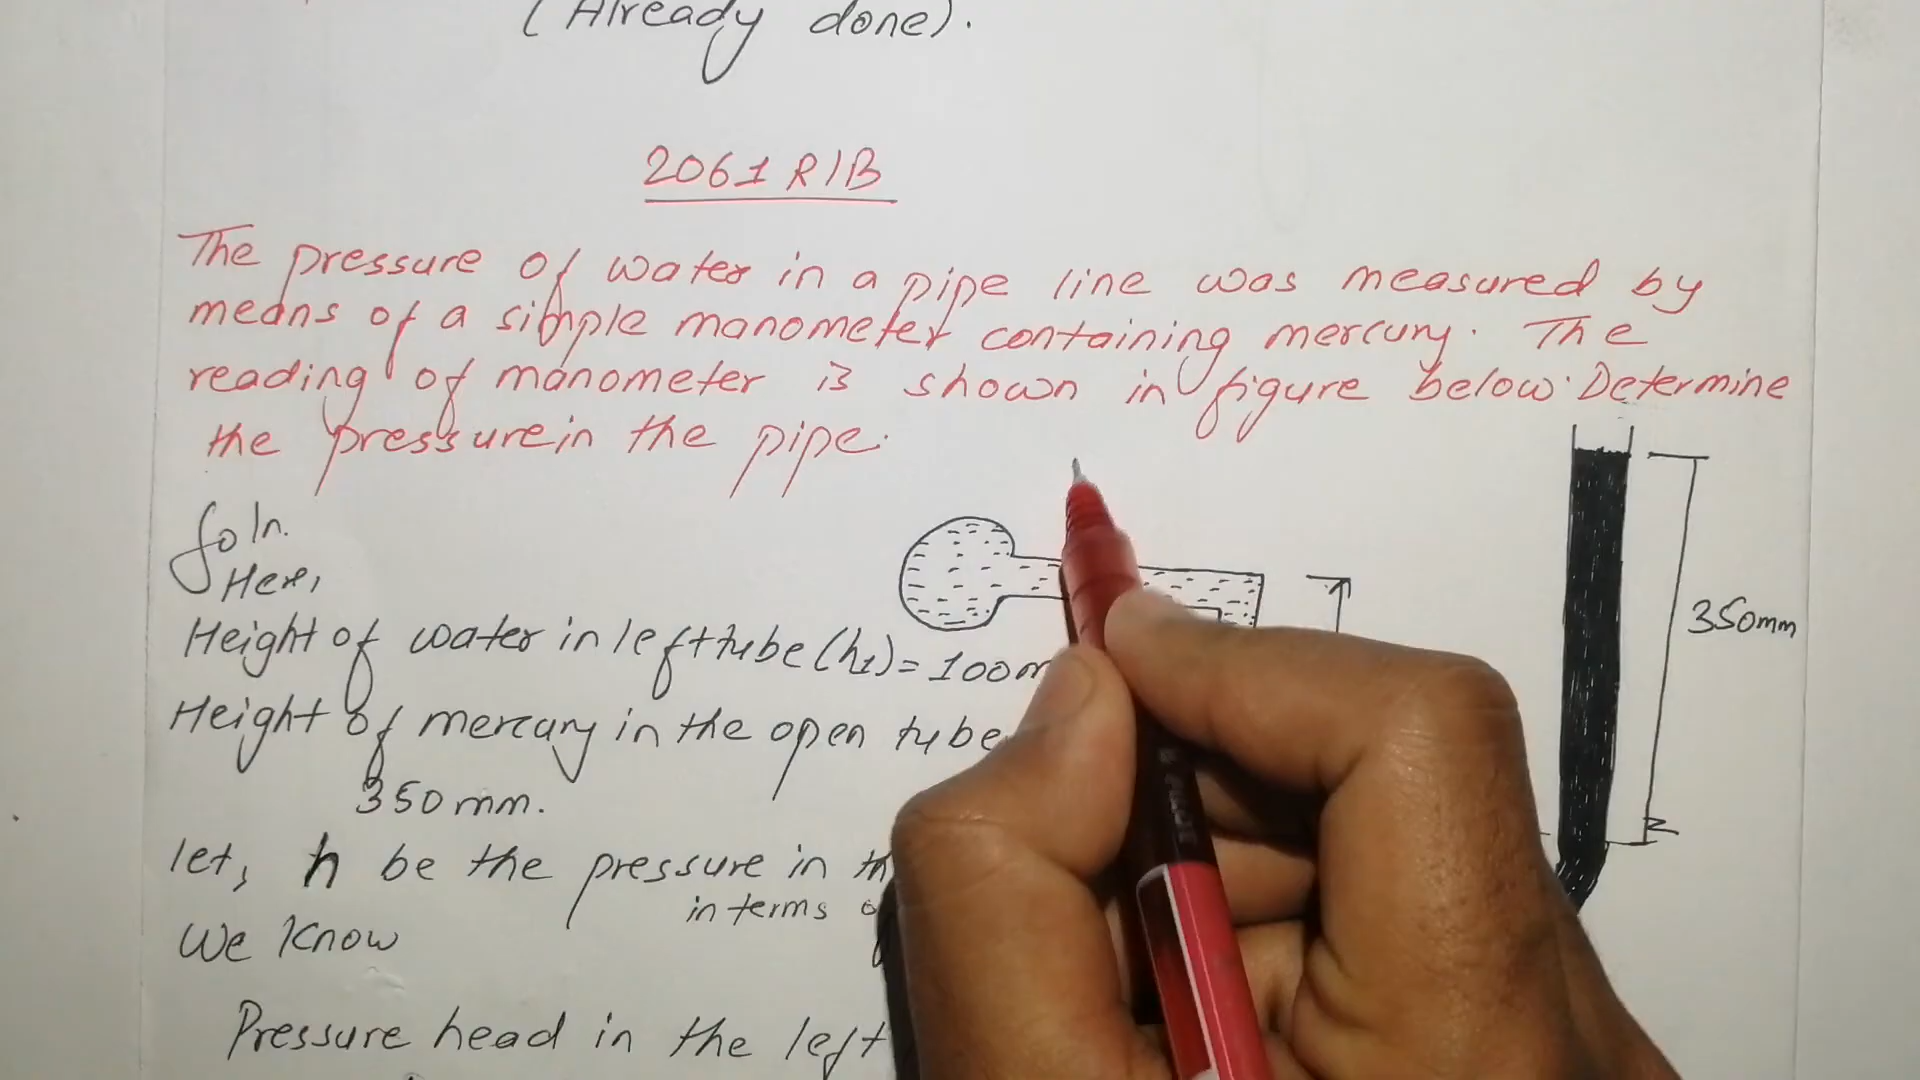 (Already done).
2061 R/B
The pressure of water in a pipe line was measured by
means of a simple manometer containing mercury. The
reading of manometer is shown in figure below. Determine
the pressure in the pipe.
Soln.
Here,
Height of water in left tube (h1) = 100m
Height of mercury in the open tube
350 mm.
let, h be the pressure in th
in terms o
We know
Pressure head in the left
350mm